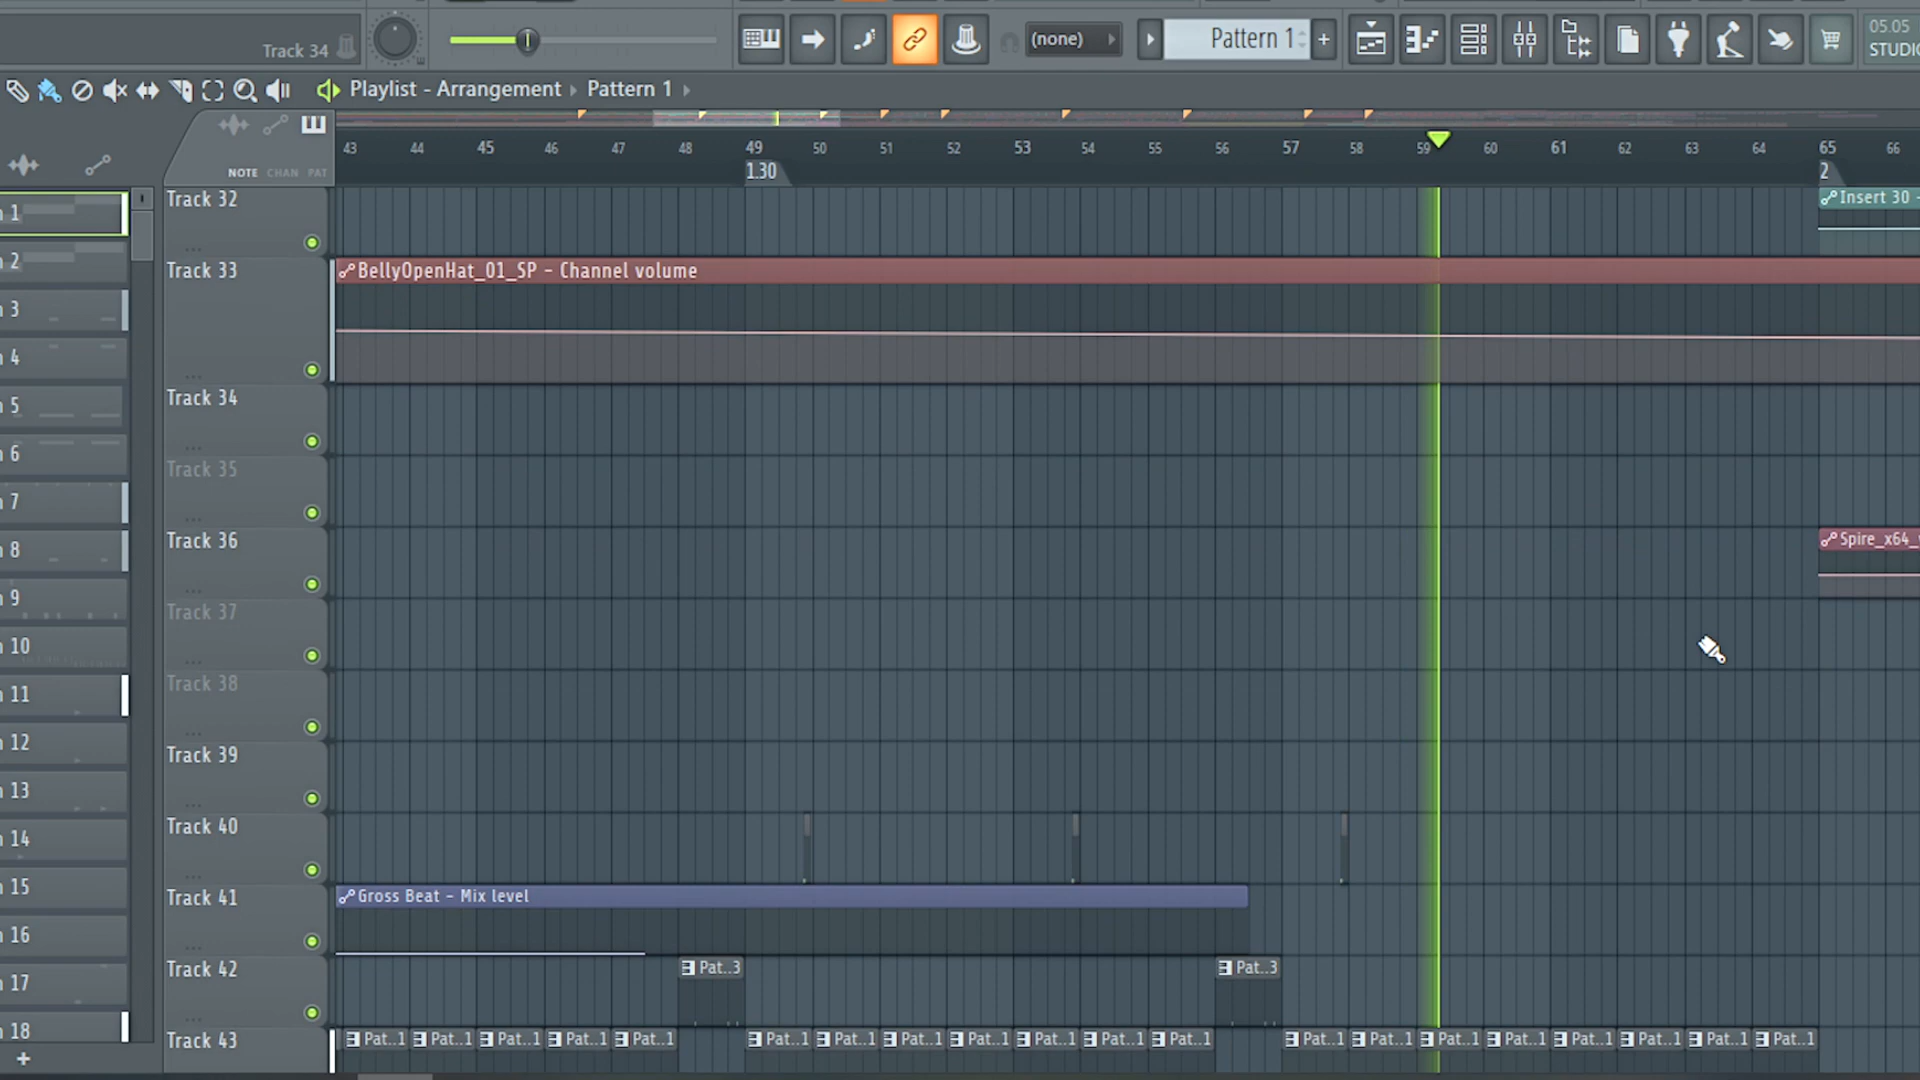 Track 34
(none)
Pattern 1
+
05.05
STUDIO
Playlist - Arrangement
Pattern 1
NOTE CHAN PAT
43 44 45 46 47 48 49 50 51 52 53 54 55 56 57 58 59 60 61 62 63 64 65 66
1.30
2
1
2
3
4
5
6
7
8
9
10
11
12
13
14
15
16
17
18
+
Track 32
Insert 30 -
Track 33
BellyOpenHat_01_SP - Channel volume
Track 34
Track 35
Track 36
Spire_x64_
Track 37
Track 38
Track 39
Track 40
Track 41
Gross Beat - Mix level
Track 42
Pat..3
Pat..3
Track 43
Pat..1 Pat..1 Pat..1 Pat..1 Pat..1 Pat..1 Pat..1 Pat..1 Pat..1 Pat..1 Pat..1 Pat..1 Pat..1 Pat..1 Pat..1 Pat..1 Pat..1 Pat..1 Pat..1 Pat..1